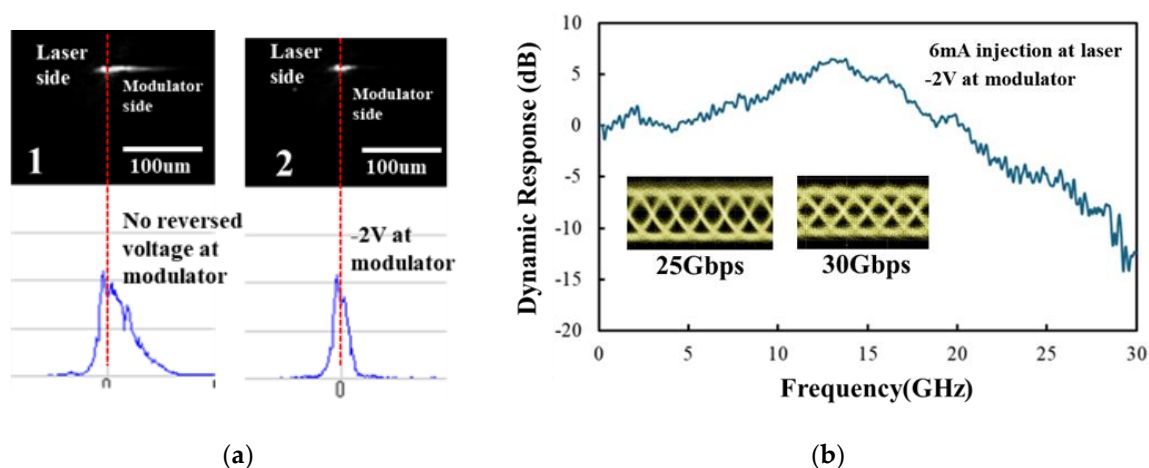 Laser
side
Modulator
side
1
100um
No reversed
voltage at
modulator
0
Laser
side
Modulator
side
2
100um
-2V at
modulator
0
(a)
10
5
0
-5
-10
-15
-20
Dynamic Response (dB)
6mA injection at laser
-2V at modulator
25Gbps
30Gbps
0
5
10
15
20
25
30
Frequency(GHz)
(b)